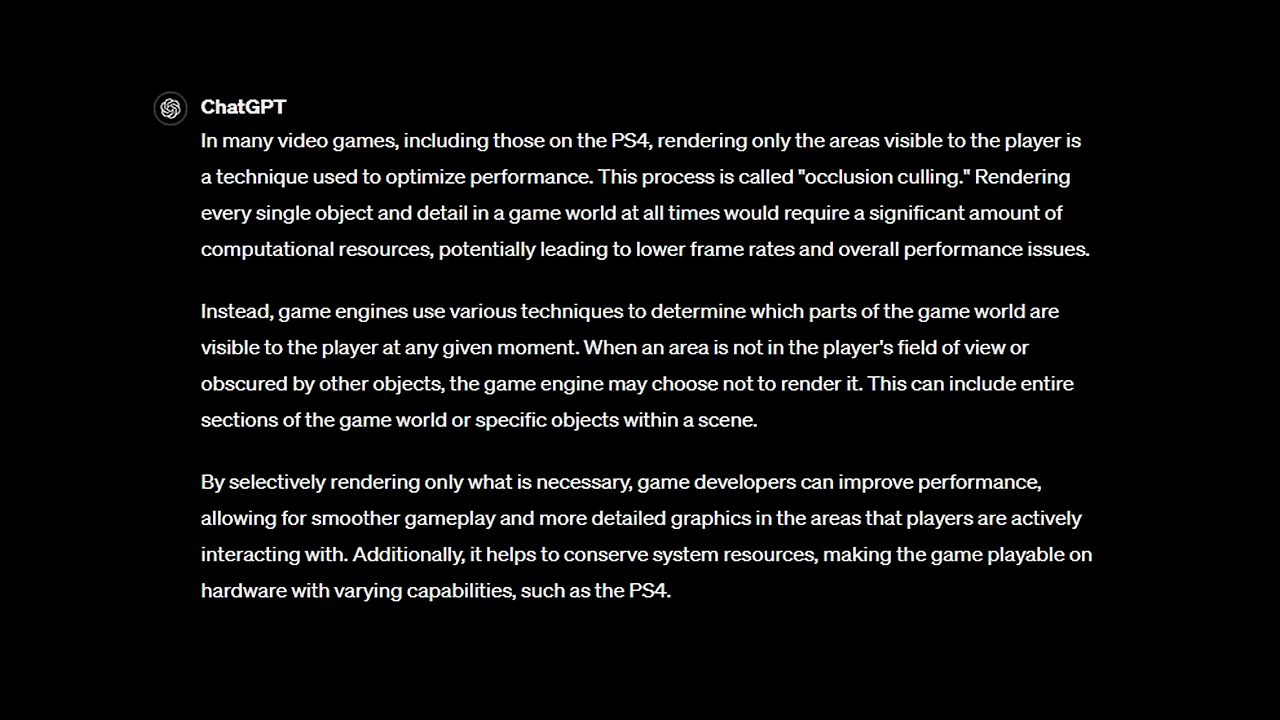 ChatGPT
In many video games, including those on the PS4, rendering only the areas visible to the player is
a technique used to optimize performance. This process is called "occlusion culling." Rendering
every single object and detail in a game world at all times would require a significant amount of
computational resources, potentially leading to lower frame rates and overall performance issues.
Instead, game engines use various techniques to determine which parts of the game world are
visible to the player at any given moment. When an area is not in the player's field of view or
obscured by other objects, the game engine may choose not to render it. This can include entire
sections of the game world or specific objects within a scene.
By selectively rendering only what is necessary, game developers can improve performance,
allowing for smoother gameplay and more detailed graphics in the areas that players are actively
interacting with. Additionally, it helps to conserve system resources, making the game playable on
hardware with varying capabilities, such as the PS4.